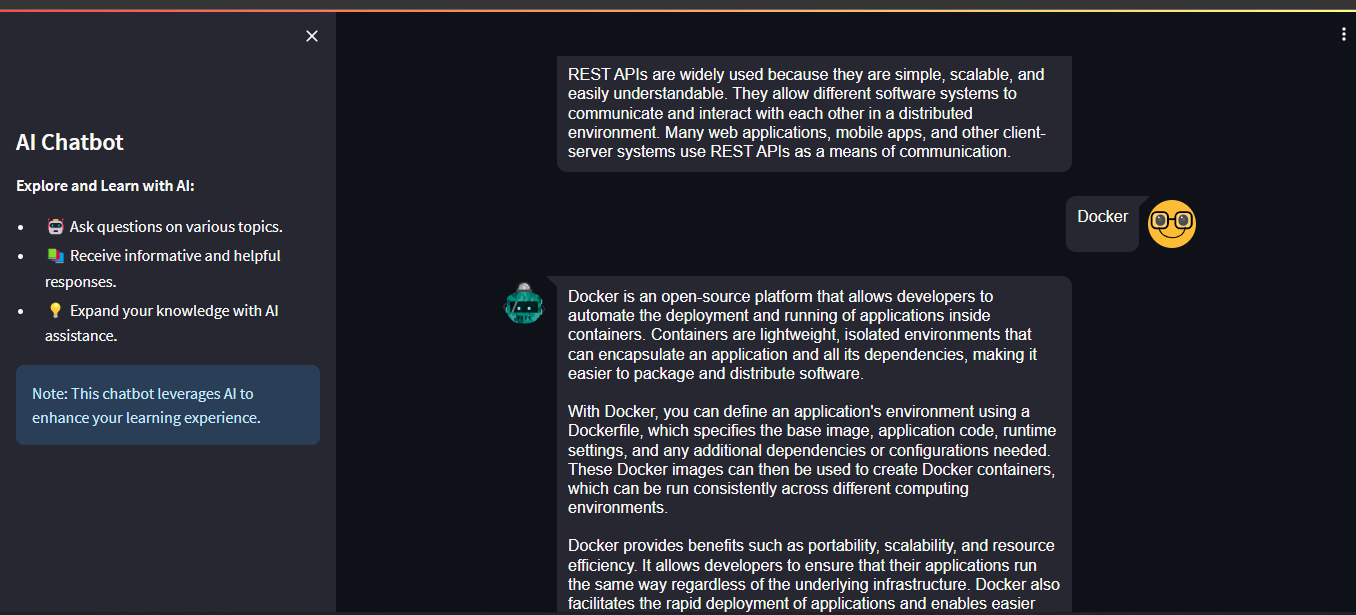 AI Chatbot
Explore and Learn with AI:
Ask questions on various topics.
Receive informative and helpful
responses.
Expand your knowledge with AI
assistance.
Note: This chatbot leverages AI to
enhance your learning experience.
REST APIs are widely used because they are simple, scalable, and
easily understandable. They allow different software systems to
communicate and interact with each other in a distributed
environment. Many web applications, mobile apps, and other client-
server systems use REST APIs as a means of communication.
Docker
Docker is an open-source platform that allows developers to
automate the deployment and running of applications inside
containers. Containers are lightweight, isolated environments that
can encapsulate an application and all its dependencies, making it
easier to package and distribute software.
With Docker, you can define an application's environment using a
Dockerfile, which specifies the base image, application code, runtime
settings, and any additional dependencies or configurations needed.
These Docker images can then be used to create Docker containers,
which can be run consistently across different computing
environments.
Docker provides benefits such as portability, scalability, and resource
efficiency. It allows developers to ensure that their applications run
the same way regardless of the underlying infrastructure. Docker also
facilitates the rapid deployment of applications and enables easier